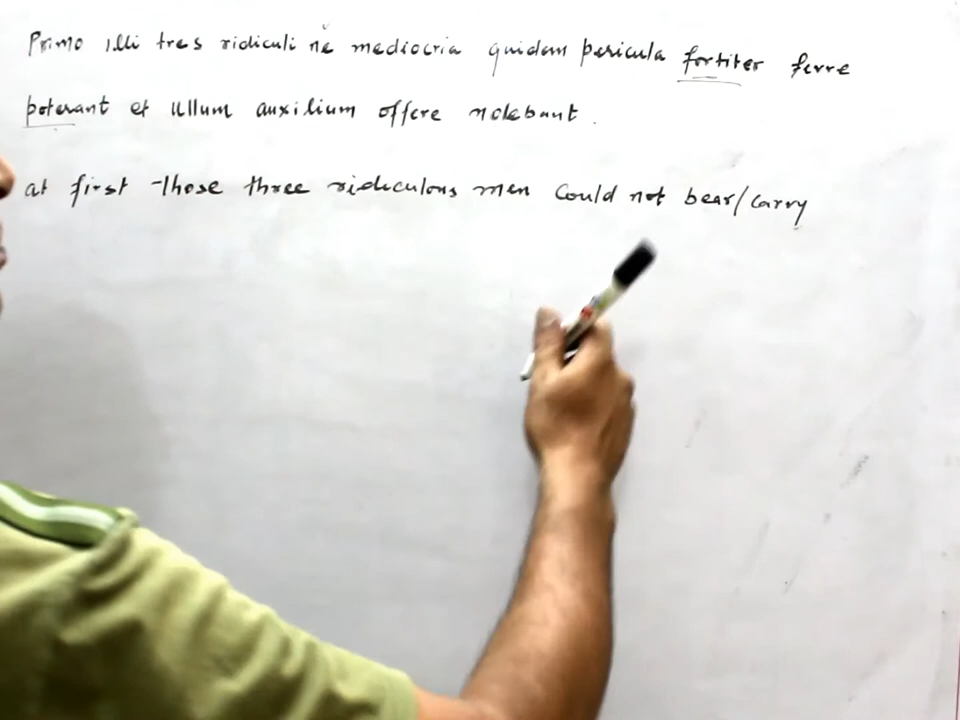 Primo illi tres ridiculi nē mediocria quidem pericula fortiter ferre
poterant et ullum auxilium offere nolebant.
at first those three ridiculous men could not bear/carry